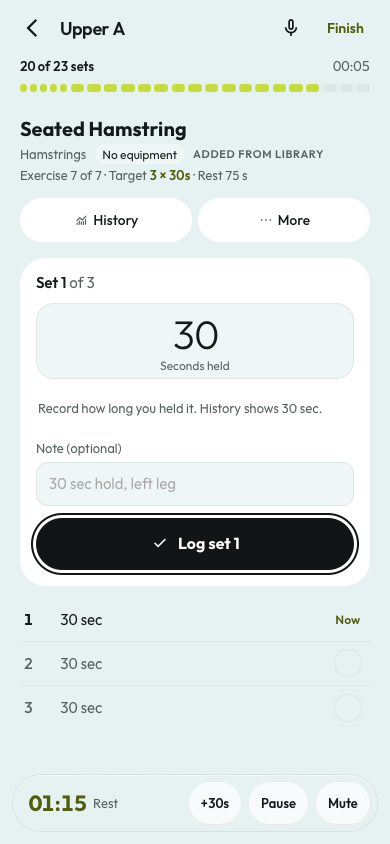 Upper A
Finish
20 of 23 sets
00:05
Seated Hamstring
Hamstrings No equipment ADDED FROM LIBRARY
Exercise 7 of 7 · Target 3 × 30s · Rest 75 s
History
More
Set 1 of 3
30
Seconds held
Record how long you held it. History shows 30 sec.
Note (optional)
30 sec hold, left leg
Log set 1
1 30 sec Now
2 30 sec
3 30 sec
01:15 Rest +30s Pause Mute